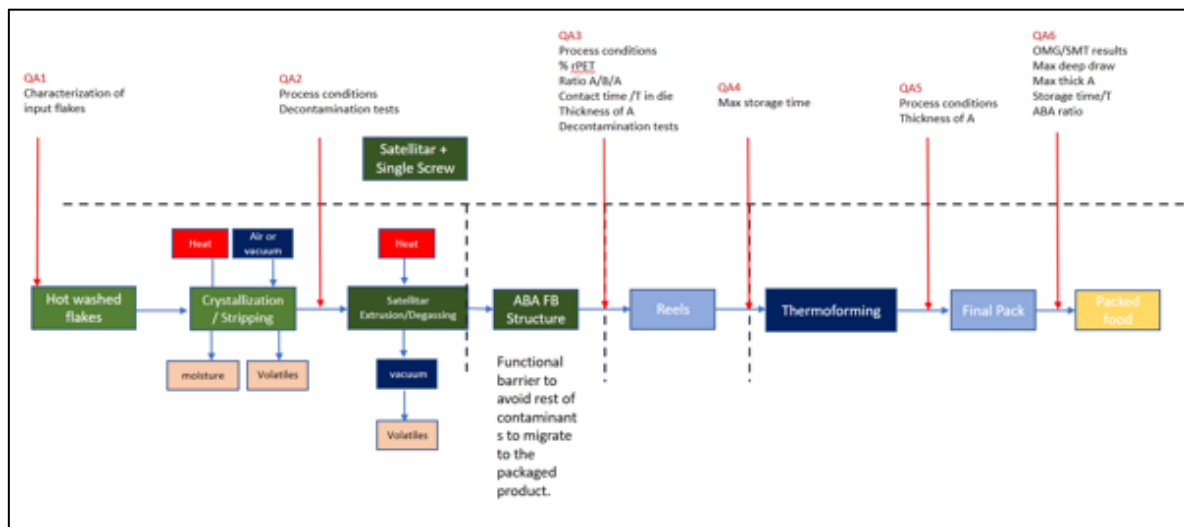 QA1
Characterization of
input flakes
QA2
Process conditions
Decontamination tests
QA3
Process conditions
% rPET
Ratio A/B/A
Contact time /T in die
Thickness of A
Decontamination tests
QA4
Max storage time
QA5
Process conditions
Thickness of A
QA6
OMG/SMT results
Max deep draw
Max thick A
Storage time/T
ABA ratio
Satellitar +
Single Screw
Heat
Air or
vacuum
Heat
Hot washed
flakes
Crystallization
/ Stripping
Satellitar
Extrusion/Degassing
ABA FB
Structure
Reels
Thermoforming
Final Pack
Packed
food
moisture
Volatiles
vacuum
Volatiles
Functional
barrier to
avoid rest of
contaminant
s to migrate
to the
packaged
product.